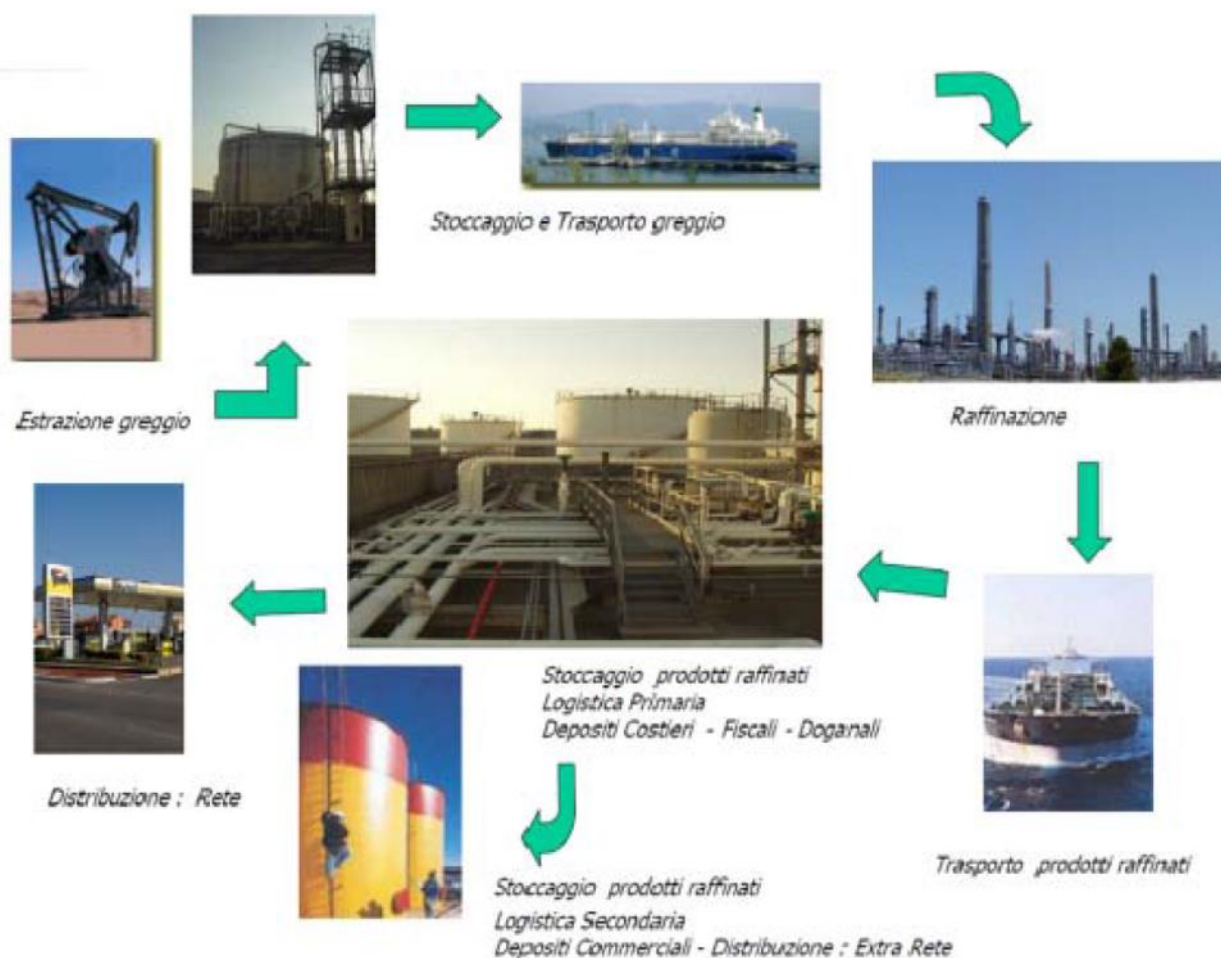 Stoccaggio e Trasporto greggio
Estrazione greggio
Raffinazione
Stoccaggio prodotti raffinati
Logistica Primaria
Depositi Costieri - Fiscali - Doganali
Distribuzione : Rete
Trasporto prodotti raffinati
Stoccaggio prodotti raffinati
Logistica Secondaria
Depositi Commerciali - Distribuzione : Extra Rete